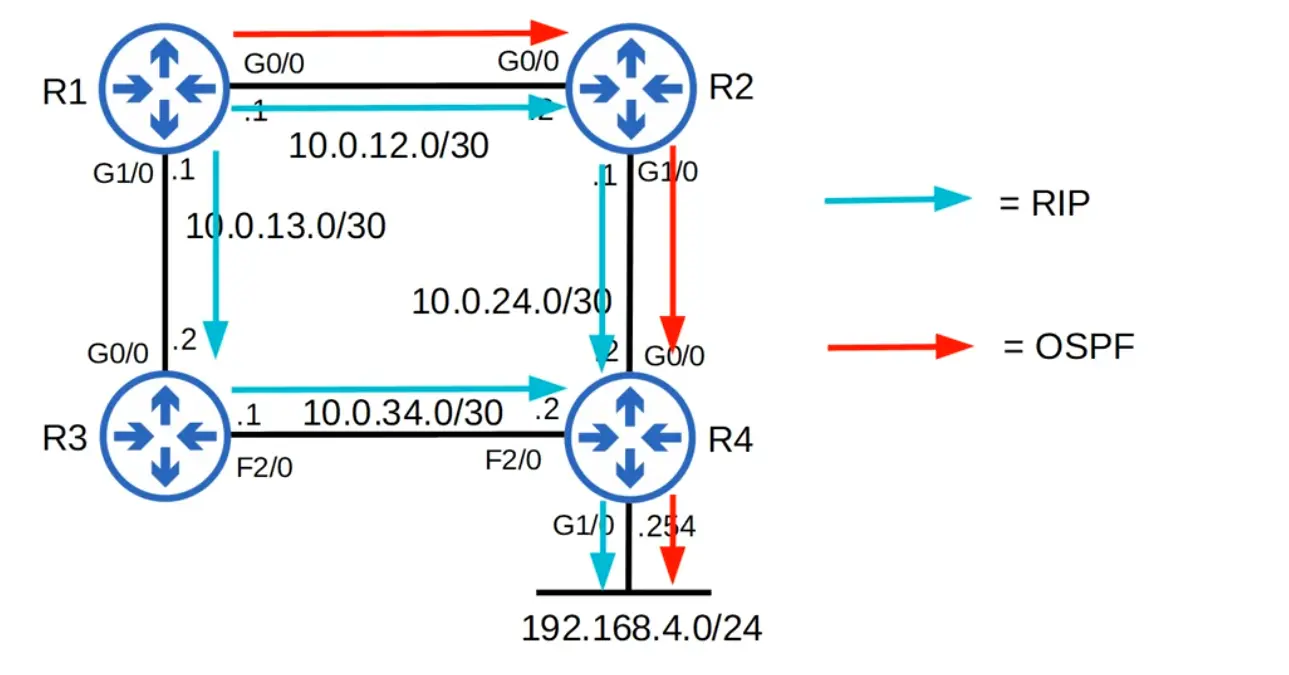 G0/0
G0/0
R1
R2
.1
.2
10.0.12.0/30
G1/0
.1
.1
G1/0
= RIP
10.0.13.0/30
10.0.24.0/30
.2
G0/0
.2
G0/0
= OSPF
.1
10.0.34.0/30
.2
R3
R4
F2/0
F2/0
G1/0
.254
192.168.4.0/24